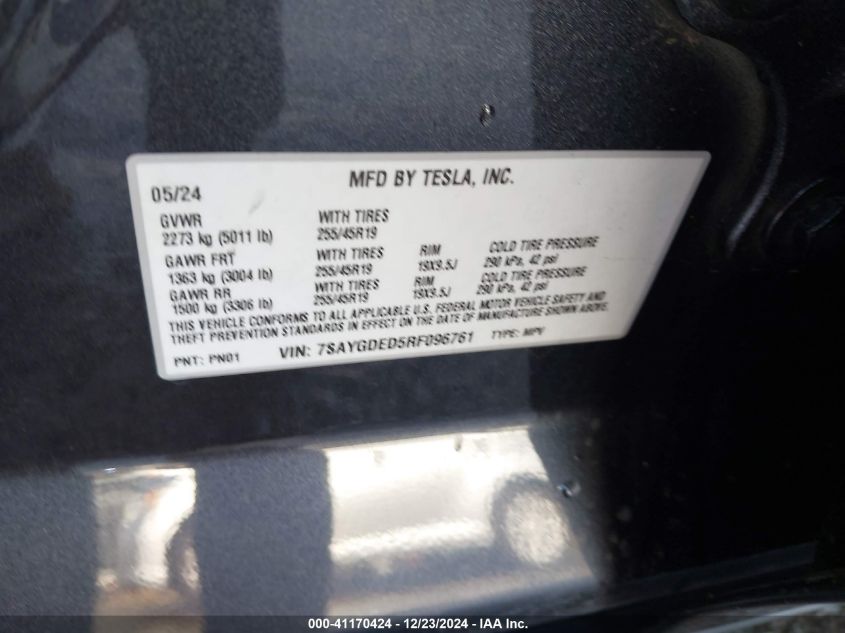 MFD BY TESLA, INC.
05/24
GVWR WITH TIRES
2273 kg (5011 lb) 255/45R19
GAWR FRT WITH TIRES RIM COLD TIRE PRESSURE
1363 kg (3004 lb) 255/45R19 19X9.5J 290 kPa, 42 psi
GAWR RR WITH TIRES RIM COLD TIRE PRESSURE
1500 kg (3306 lb) 255/45R19 19X9.5J 290 kPa, 42 psi
THIS VEHICLE CONFORMS TO ALL APPLICABLE U.S. FEDERAL MOTOR VEHICLE SAFETY AND
THEFT PREVENTION STANDARDS IN EFFECT ON THE DATE OF MANUFACTURE SHOWN ABOVE.
PNT: PN01 VIN: 7SAYGDED5RF096761 TYPE: MPV
000-41170424 - 12/23/2024 - IAA Inc.